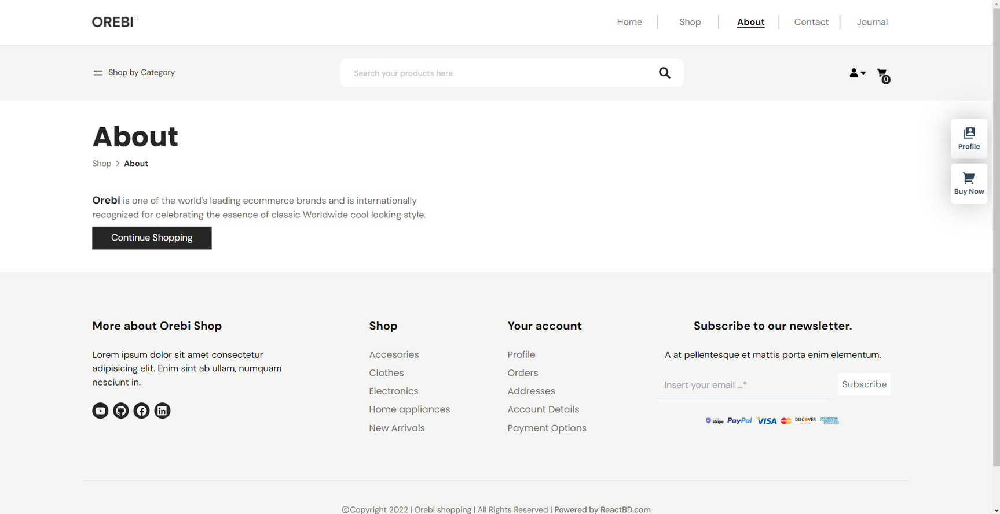 OREBI
Home
Shop
About
Contact
Journal
Shop by Category
Search your products here
0
About
Shop
About
Profile
Buy Now
Orebi is one of the world's leading ecommerce brands and is internationally
recognized for celebrating the essence of classic Worldwide cool looking style.
Continue Shopping
More about Orebi Shop
Lorem ipsum dolor sit amet consectetur
adipisicing elit. Enim sint ab ullam, numquam
nesciunt in.
Shop
Accesories
Clothes
Electronics
Home appliances
New Arrivals
Your account
Profile
Orders
Addresses
Account Details
Payment Options
Subscribe to our newsletter.
A at pellentesque et mattis porta enim elementum.
Insert your email ...*
Subscribe
stripe
PayPal
VISA
DISCOVER
AMERICAN
EXPRESS
©Copyright 2022 | Orebi shopping | All Rights Reserved | Powered by ReactBD.com